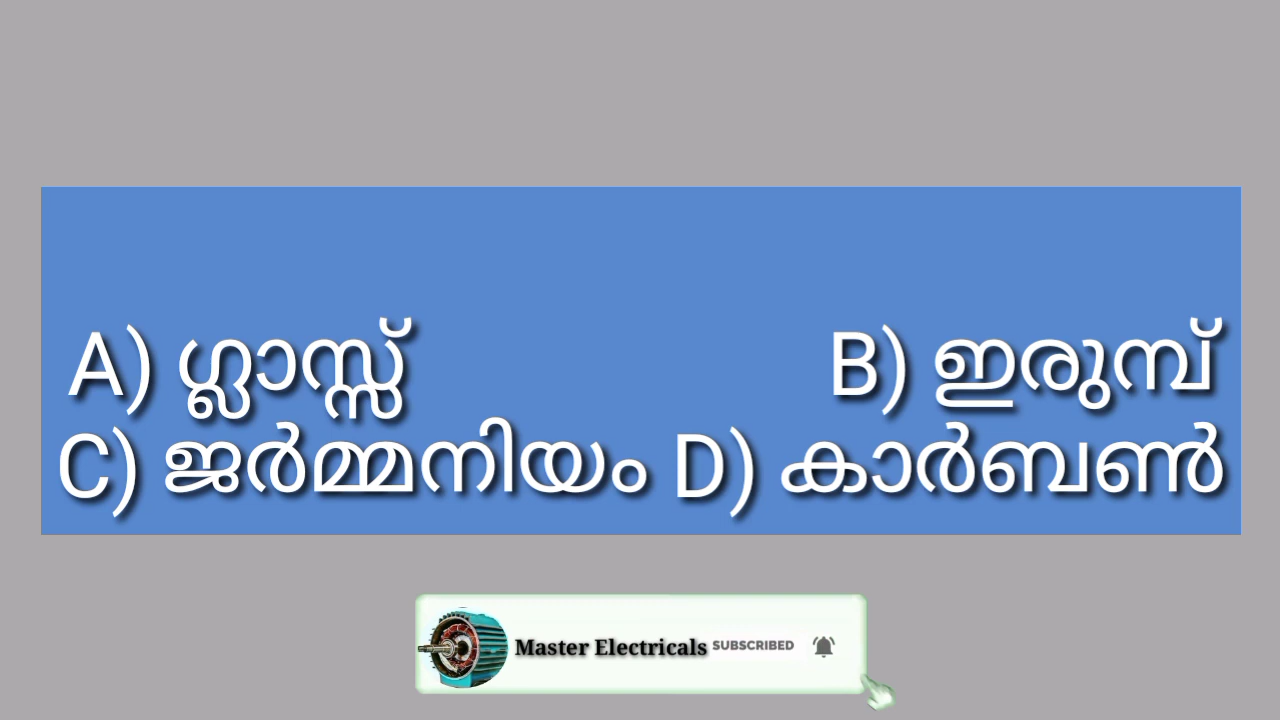 A) ഗ്ലാസ്സ് B) ഇരുമ്പ്
C) ജർമ്മനിയം D) കാർബൺ
Master Electricals SUBSCRIBED